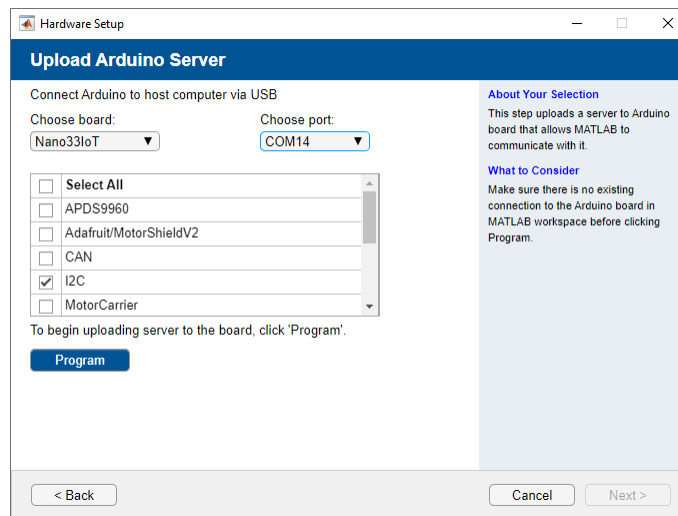 Hardware Setup
Upload Arduino Server
Connect Arduino to host computer via USB
Choose board:
Choose port:
Nano33IoT
COM14
Select All
APDS9960
Adafruit/MotorShieldV2
CAN
I2C
MotorCarrier
To begin uploading server to the board, click 'Program'.
Program
About Your Selection
This step uploads a server to Arduino
board that allows MATLAB to
communicate with it.
What to Consider
Make sure there is no existing
connection to the Arduino board in
MATLAB workspace before clicking
Program.
< Back
Cancel
Next >